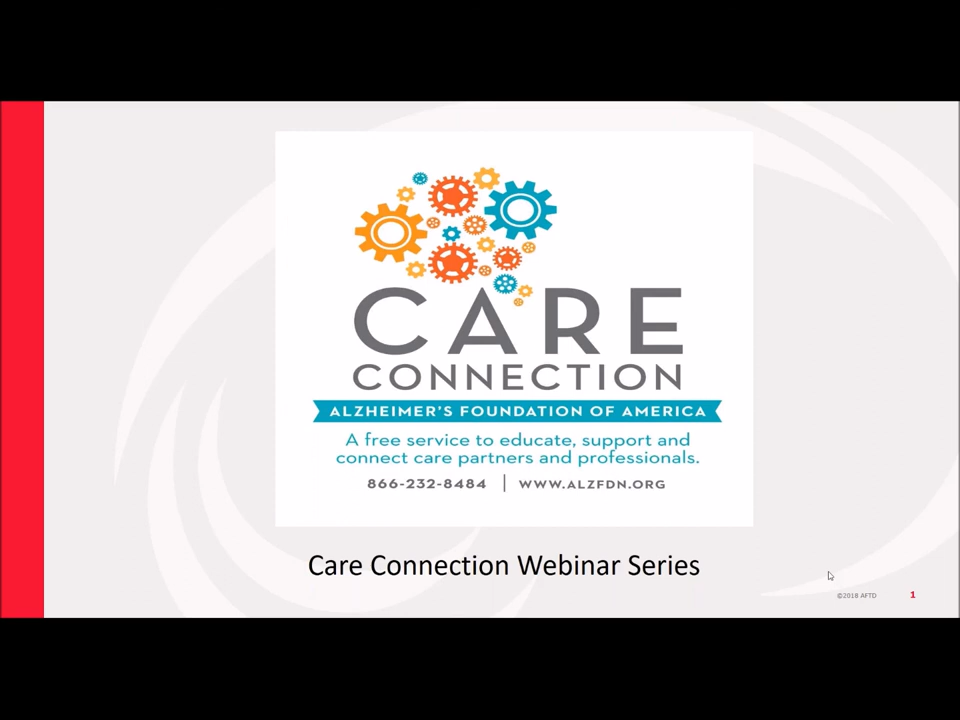 CARE
CONNECTION
ALZHEIMER'S FOUNDATION OF AMERICA
A free service to educate, support and
connect care partners and professionals.
866-232-8484 | WWW.ALZFDN.ORG
Care Connection Webinar Series
©2018 AFTD 1